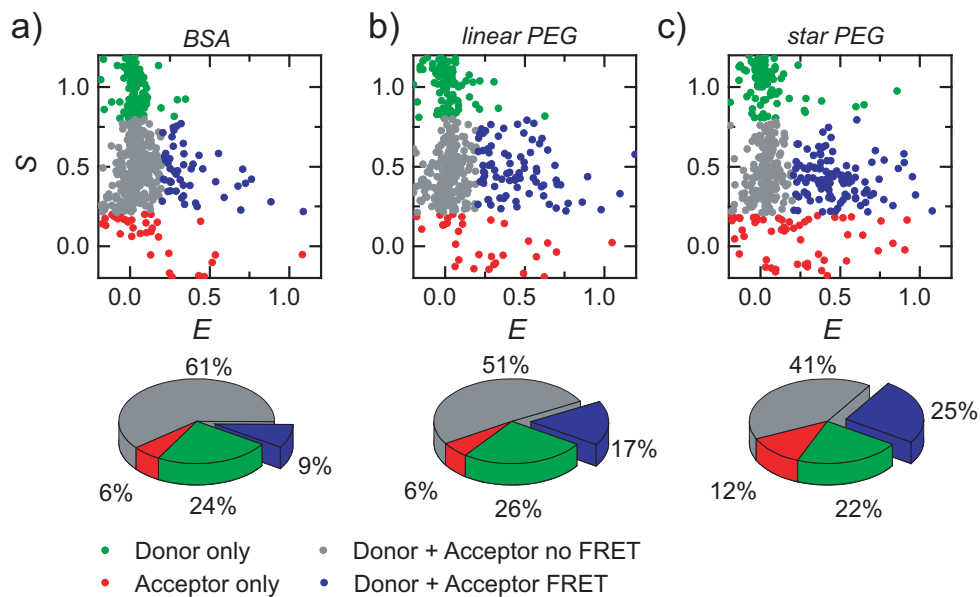 a) BSA b) linear PEG c) star PEG
1.0 1.0 1.0
S 0.5 0.5 0.5
0.0 0.0 0.0
0.0 0.5 1.0 0.0 0.5 1.0 0.0 0.5 1.0
E E E
61% 51% 41%
9% 17% 25%
6% 6% 12%
24% 26% 22%
Donor only Donor + Acceptor no FRET
Acceptor only Donor + Acceptor FRET